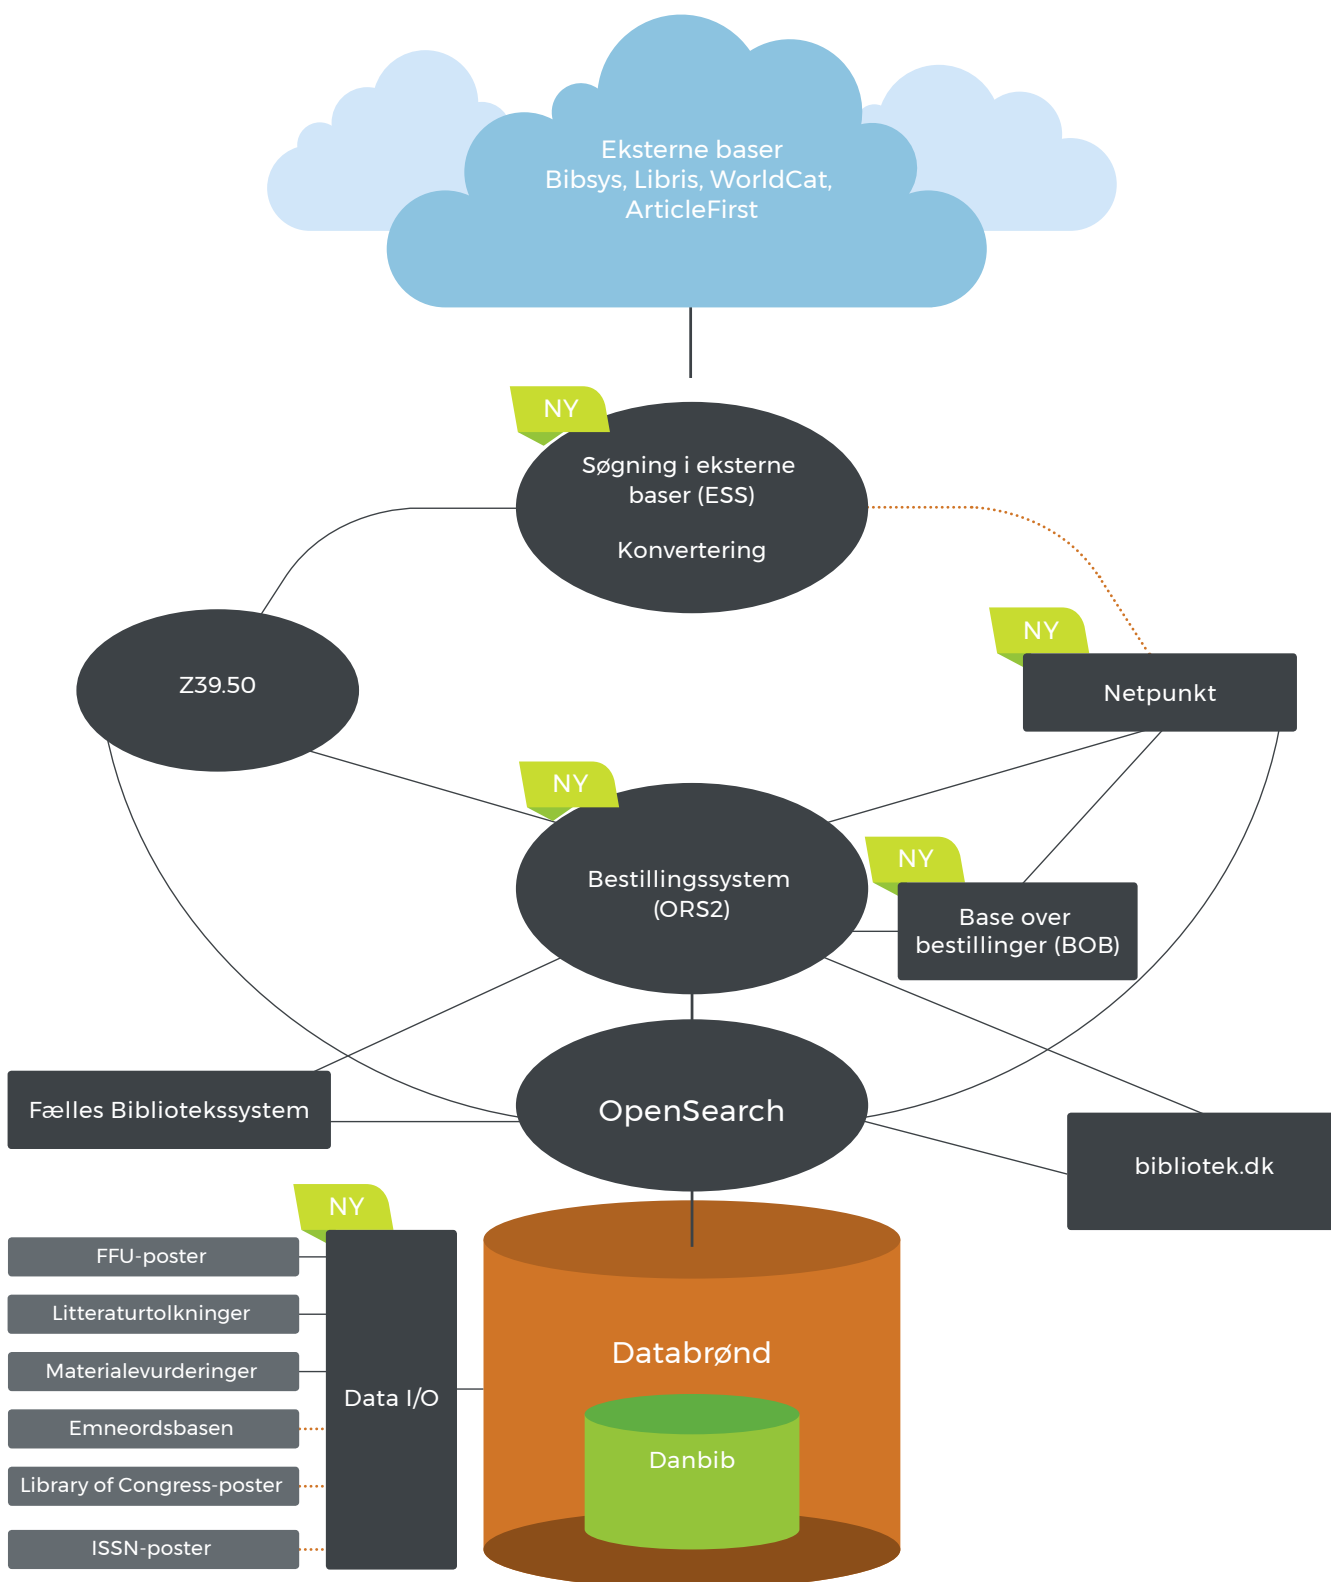 Eksterne baser
Bibsys, Libris, WorldCat,
ArticleFirst
NY
Søgning i eksterne
baser (ESS)
Konvertering
NY
Z39.50
Netpunkt
NY
NY
Bestillingssystem
(ORS2)
Base over
bestillinger (BOB)
Fælles Bibliotekssystem
OpenSearch
bibliotek.dk
NY
FFU-poster
Litteraturtolkninger
Materialevurderinger
Emneordsbasen
Library of Congress-poster
ISSN-poster
Data I/O
Databrønd
Danbib